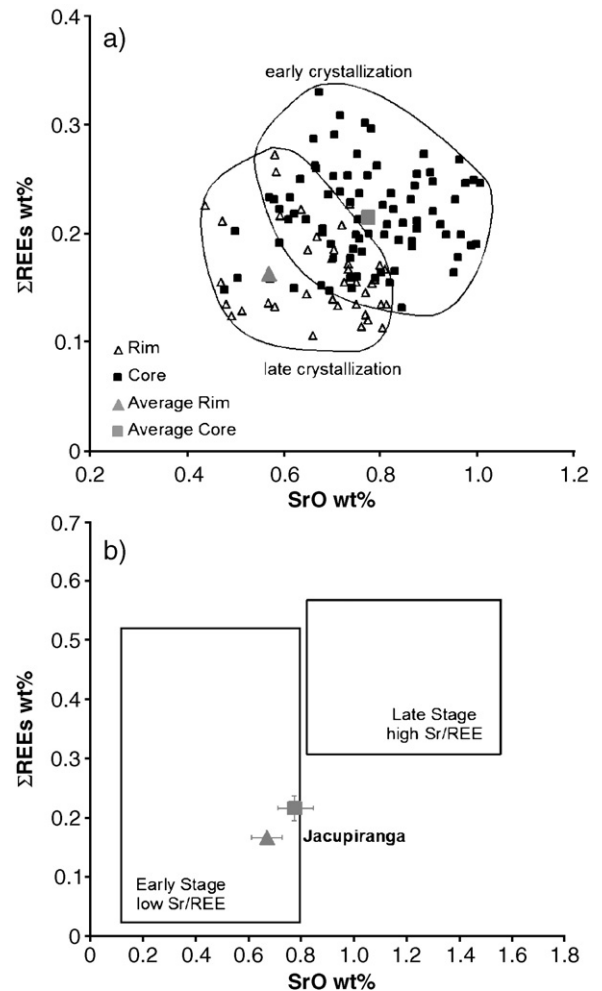 a)
0.4
0.3
0.2
0.1
0
ΣREEs wt%
early crystallization
late crystallization
Rim
Core
Average Rim
Average Core
0.2
0.4
0.6
0.8
1.0
1.2
SrO wt%
b)
0.7
0.6
0.5
0.4
0.3
0.2
0.1
0
ΣREEs wt%
Late Stage
high Sr/REE
Jacupiranga
Early Stage
low Sr/REE
0
0.2
0.4
0.6
0.8
1.0
1.2
1.4
1.6
1.8
SrO wt%